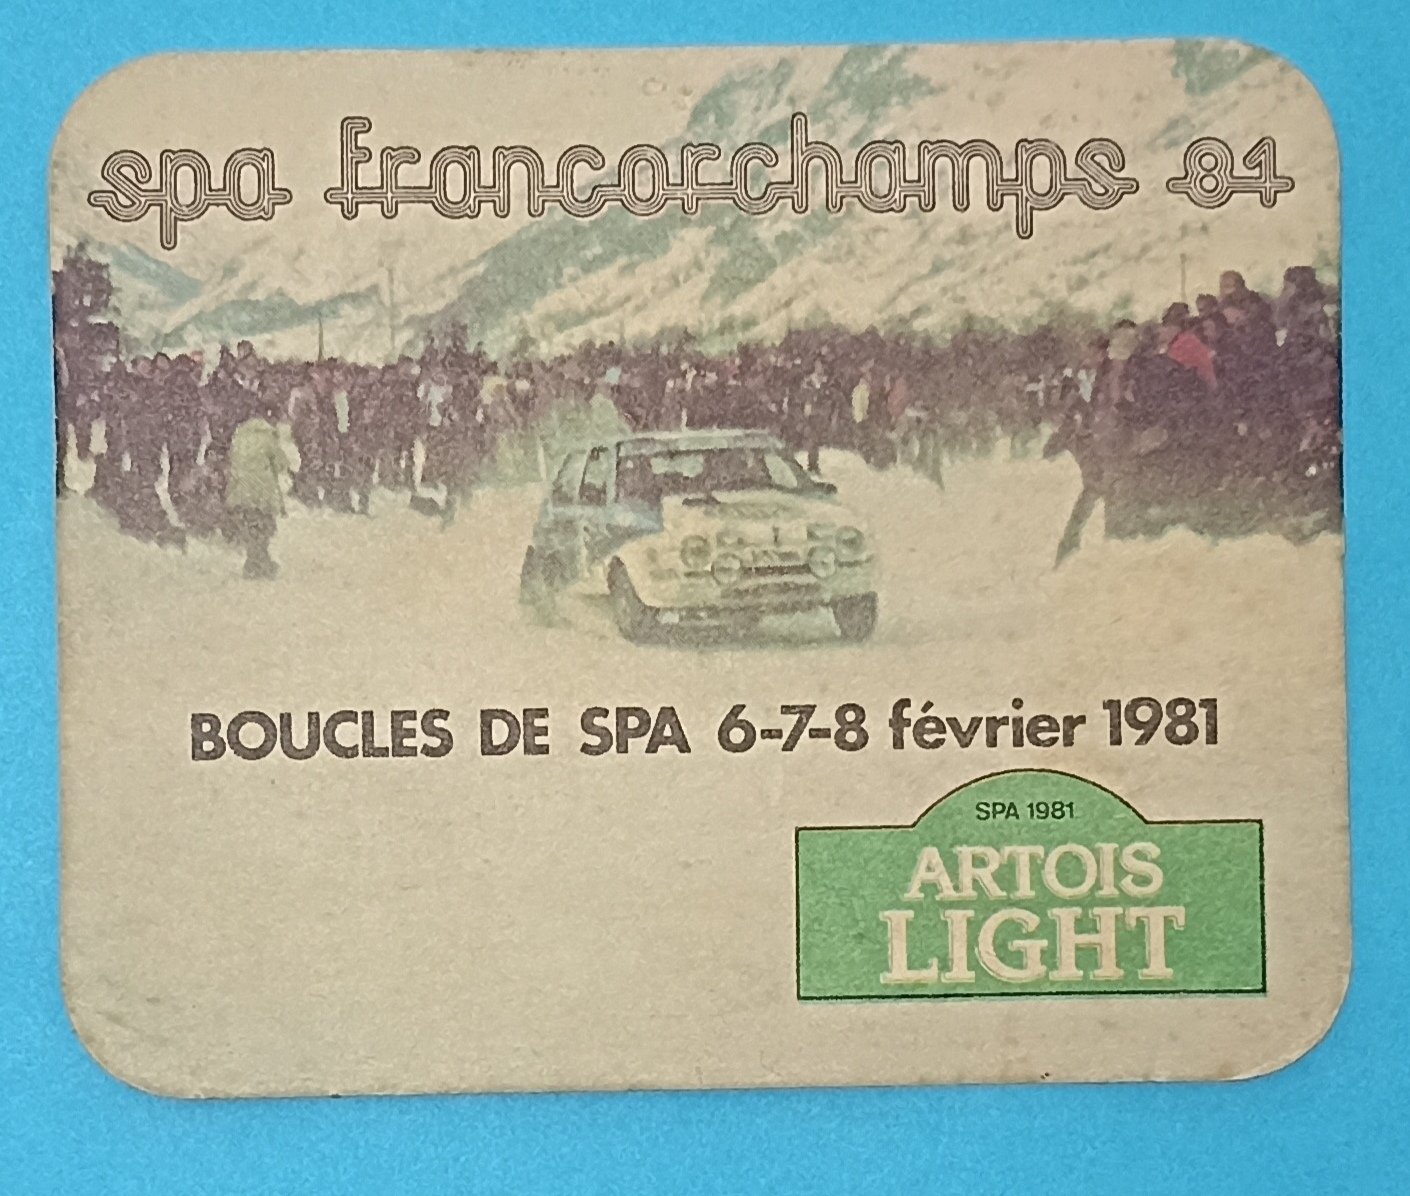 spa francorchamps 81
BOUCLES DE SPA 6-7-8 février 1981
SPA 1981
ARTOIS
LIGHT